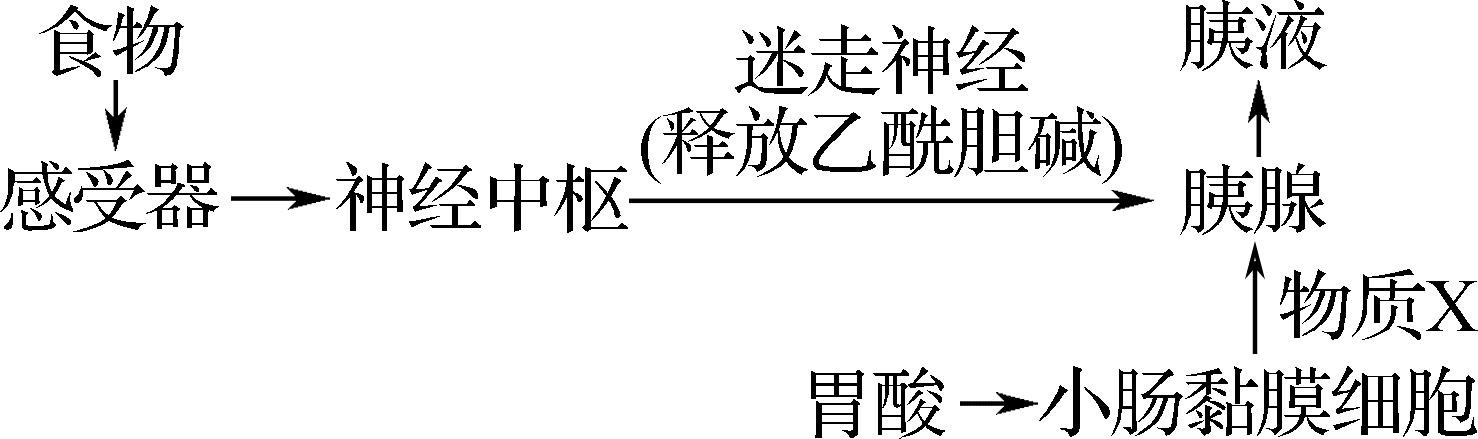 食物
迷走神经
(释放乙酰胆碱)
胰液
感受器
神经中枢
胰腺
物质X
胃酸
小肠黏膜细胞